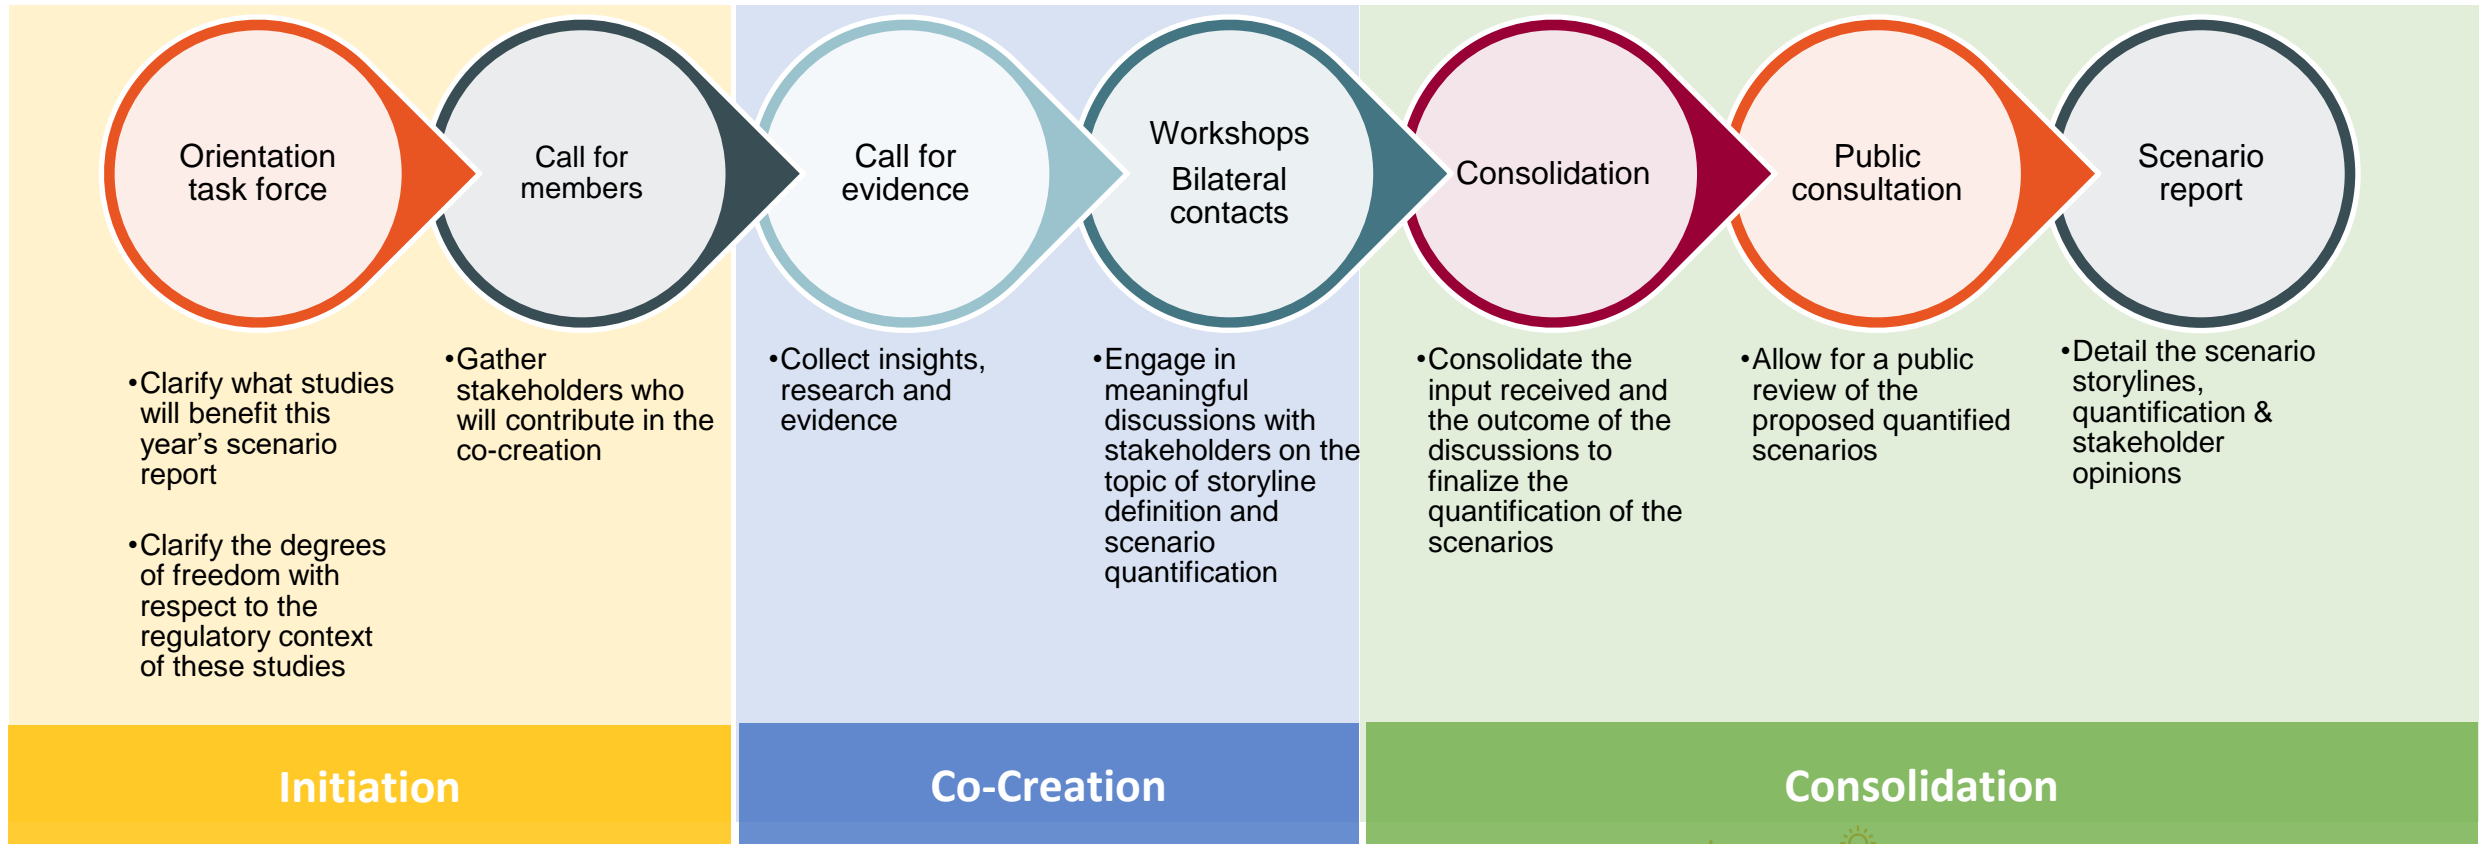 Orientation
task force
Call for
members
Call for
evidence
Workshops
Bilateral
contacts
Consolidation
Public
consultation
Scenario
report
•Clarify what studies
will benefit this
year’s scenario
report
•Clarify the degrees
of freedom with
respect to the
regulatory context
of these studies
•Gather
stakeholders who
will contribute in the
co-creation
•Collect insights,
research and
evidence
•Engage in
meaningful
discussions with
stakeholders on the
topic of storyline
definition and
scenario
quantification
•Consolidate the
input received and
the outcome of the
discussions to
finalize the
quantification of the
scenarios
•Allow for a public
review of the
proposed quantified
scenarios
•Detail the scenario
storylines,
quantification &
stakeholder
opinions
Initiation
Co-Creation
Consolidation